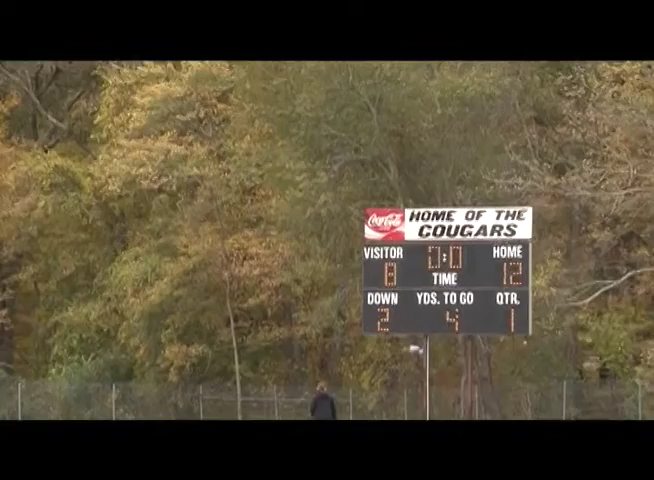 Coca-Cola
HOME OF THE
COUGARS
VISITOR 0:0 HOME
8 TIME 12
DOWN YDS. TO GO QTR.
2 4 1